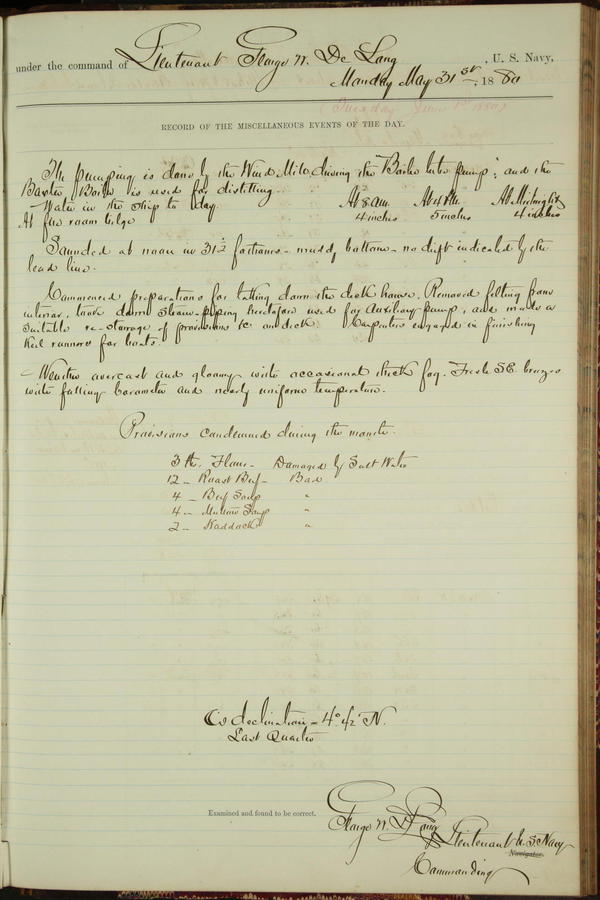 under the command of Lieutenant George W. De Long, U. S. Navy,
Monday May 31st, 1880
(Tuesday June 1st 1880)
RECORD OF THE MISCELLANEOUS EVENTS OF THE DAY.
The pumping is done by the Wind Mill driving the pump; and the
Baxter Boiler is used for distilling.
Water in the ship to day. At 8 a.m. At 4 P.M. At Midnight
At fire room bilge 4 inches 5 inches 4 inches
Sounded at noon in 31½ fathoms - muddy bottom - no drift indicated by the
lead line.
Commenced preparations for taking down the deck house. Removed felting from
interior, took down steam piping heretofore used for Auxiliary pump, and made a
suitable re-stowage of provisions &c on deck. Carpenters engaged in finishing
keel runners for boats.
Weather overcast and gloomy with occasional thick fog. Fresh SE. breeze
with falling barometer and nearly uniform temperature.
Provisions condemned during the month.
3 lb. Flour - Damaged by Salt Water
12 - Roast Beef - Bad
4 - Beef Soup "
4 - Mutton Soup "
2 - Haddock "
C's declination - 4° 42' N.
Last Quarter
Examined and found to be correct.
George W. De Long Lieutenant U.S. Navy
Navigator.
Commanding